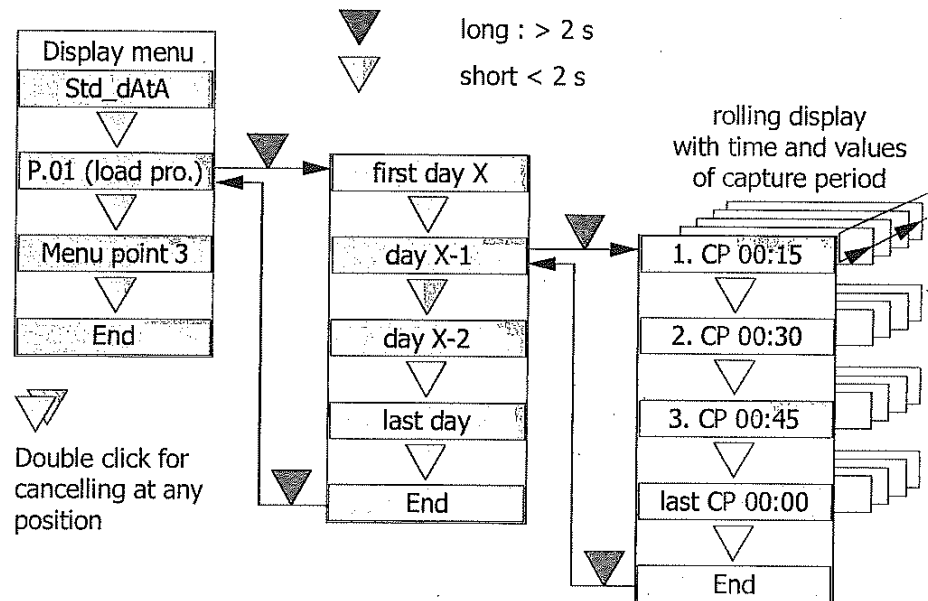 long : > 2 s
short < 2 s
Display menu
Std_dAtA
P.01 (load pro.)
Menu point 3
End
Double click for
cancelling at any
position
first day X
day X-1
day X-2
last day
End
rolling display
with time and values
of capture period
1. CP 00:15
2. CP 00:30
3. CP 00:45
last CP 00:00
End